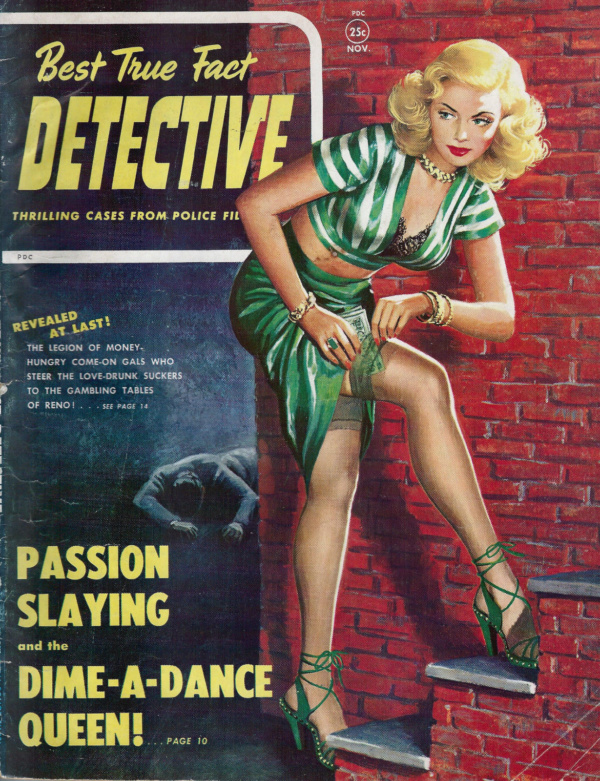 PDC
25c
NOV.
Best True Fact
DETECTIVE
THRILLING CASES FROM POLICE FIL
PDC
REVEALED
AT LAST!
THE LEGION OF MONEY-
HUNGRY COME-ON GALS WHO
STEER THE LOVE-DRUNK SUCKERS
TO THE GAMBLING TABLES
OF RENO! . . . SEE PAGE 14
PASSION
SLAYING
and the
DIME-A-DANCE
QUEEN! . . . PAGE 10